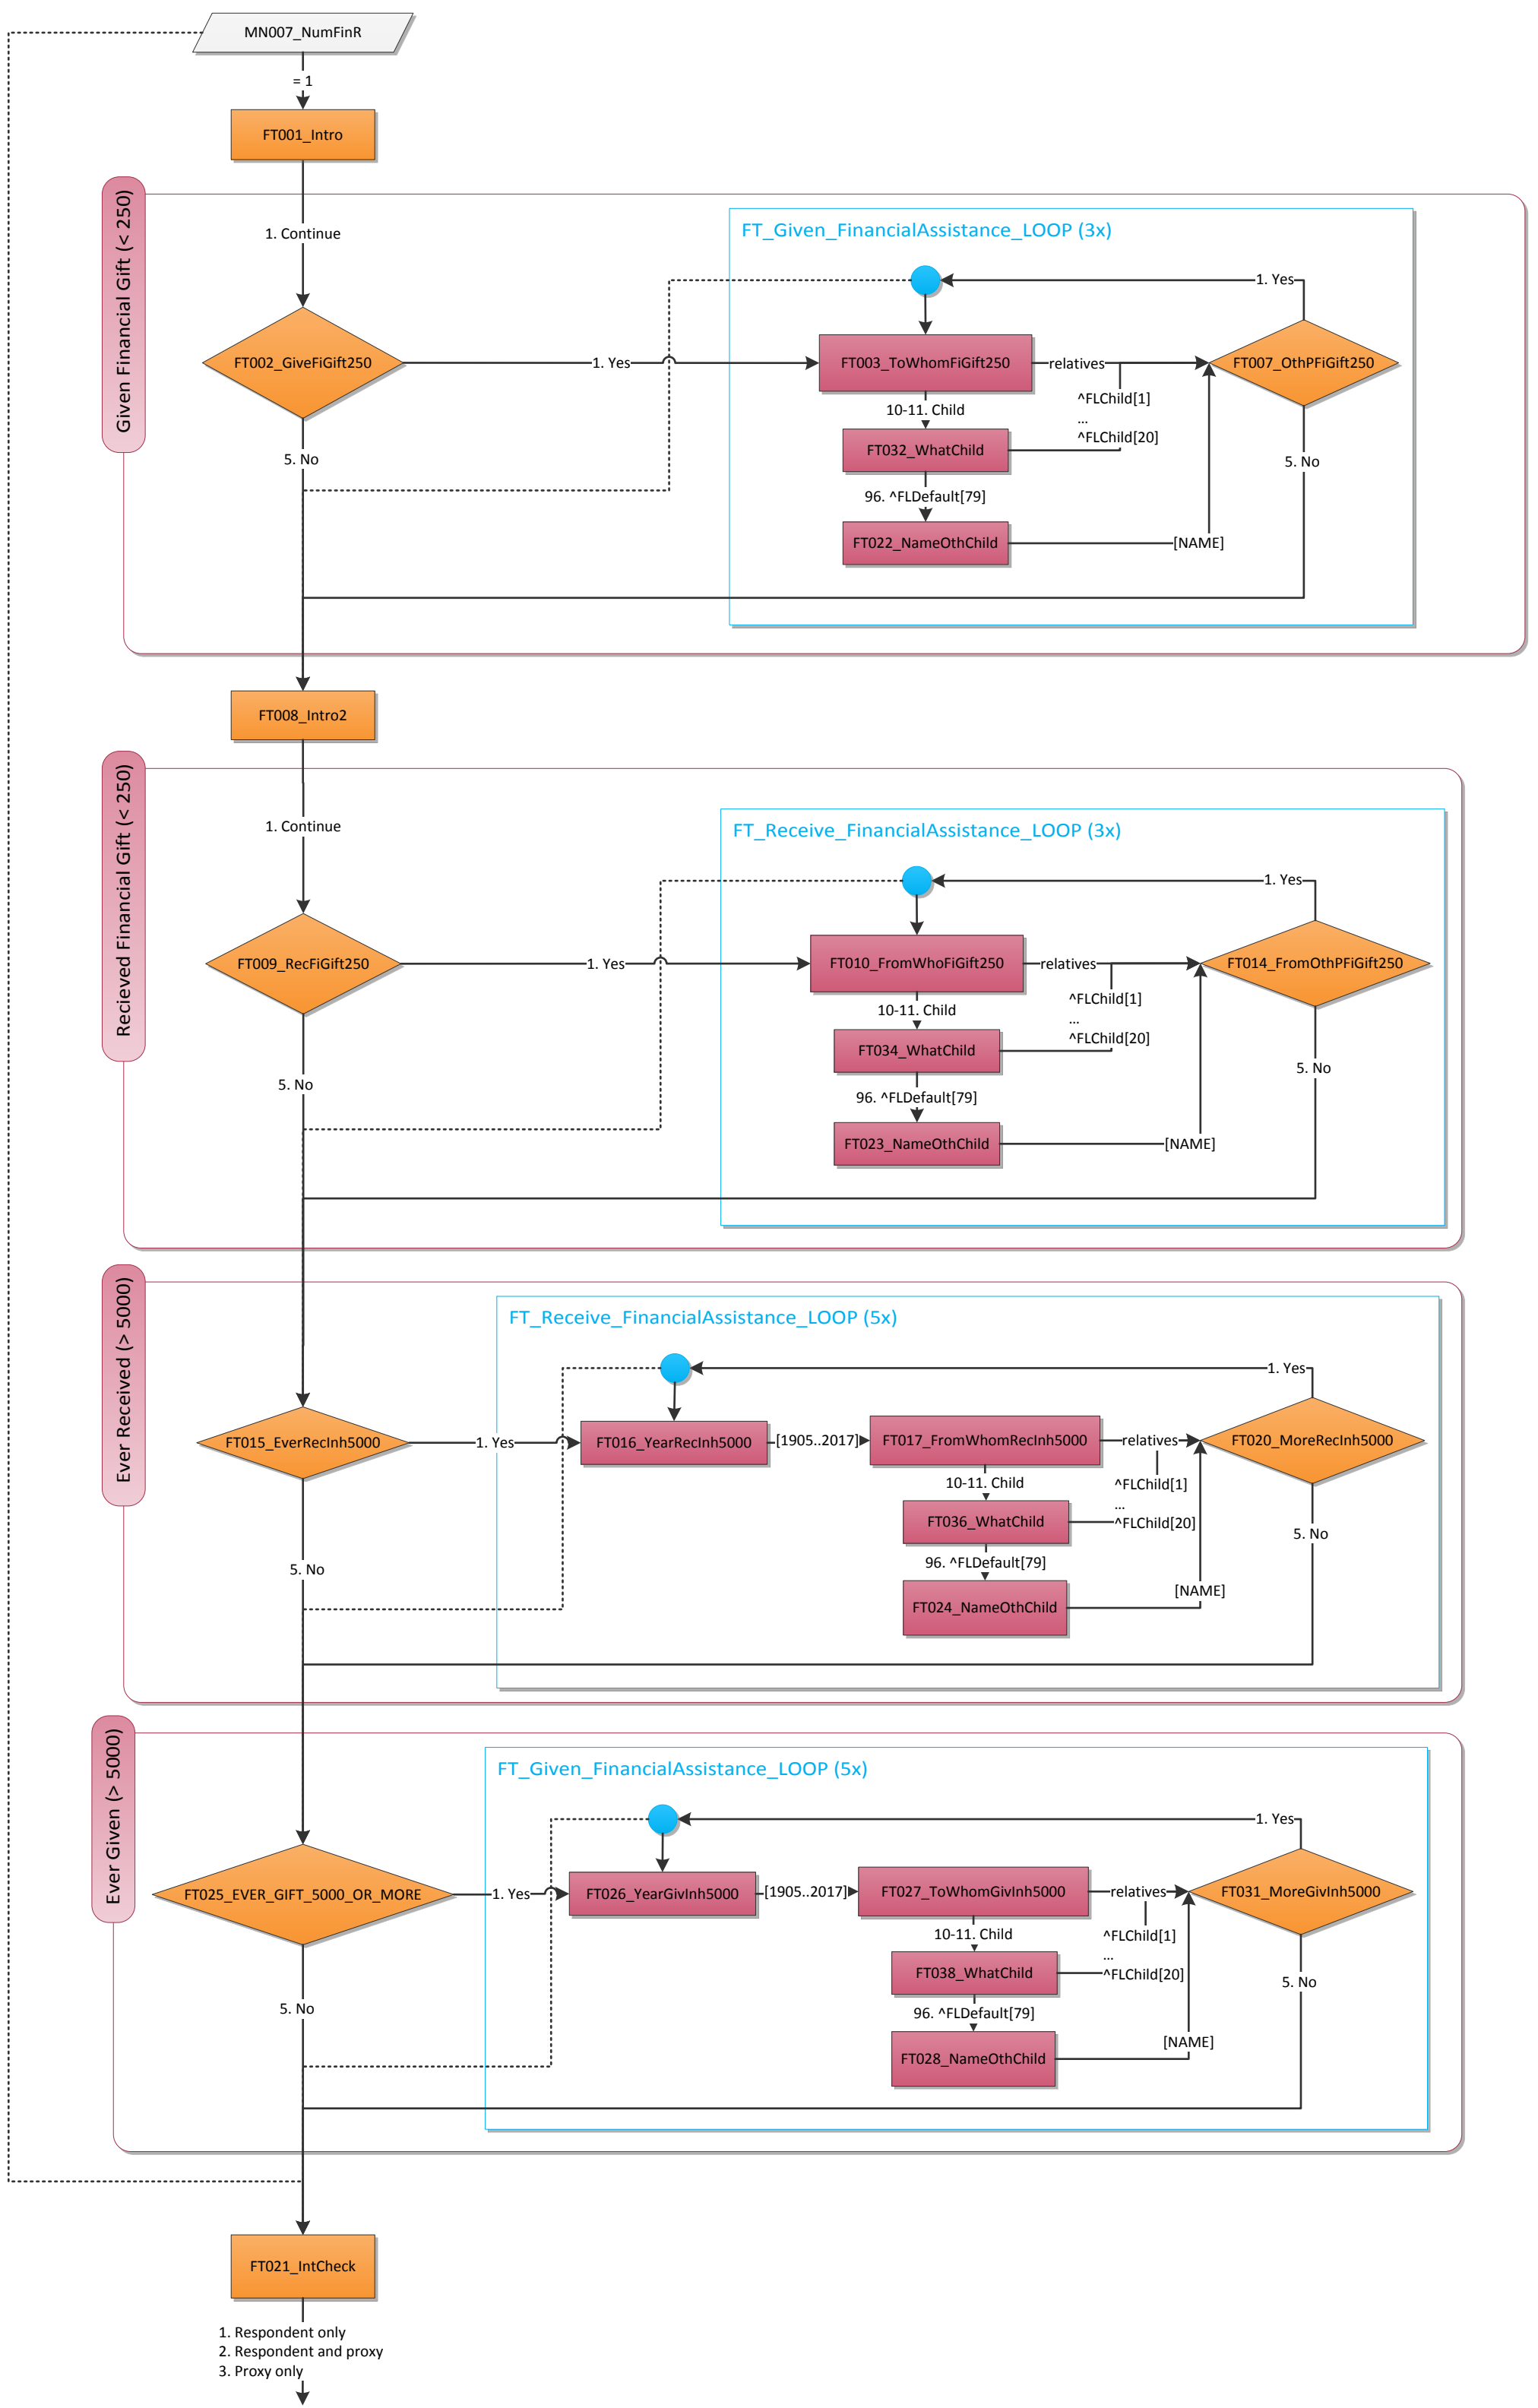 MN007_NumFinR
= 1
FT001_Intro
Given Financial Gift (< 250)
1. Continue
FT_Given_FinancialAssistance_LOOP (3x)
1. Yes
FT002_GiveFiGift250
1. Yes
FT003_ToWhomFiGift250
relatives
FT007_OthPFiGift250
10-11. Child
^FLChild[1]
...
^FLChild[20]
FT032_WhatChild
5. No
5. No
96. ^FLDefault[79]
FT022_NameOthChild
[NAME]
FT008_Intro2
Recieved Financial Gift (< 250)
1. Continue
FT_Receive_FinancialAssistance_LOOP (3x)
1. Yes
FT009_RecFiGift250
1. Yes
FT010_FromWhoFiGift250
relatives
FT014_FromOthPFiGift250
10-11. Child
^FLChild[1]
...
^FLChild[20]
FT034_WhatChild
5. No
5. No
96. ^FLDefault[79]
FT023_NameOthChild
[NAME]
Ever Received (> 5000)
FT_Receive_FinancialAssistance_LOOP (5x)
1. Yes
FT015_EverRecInh5000
1. Yes
FT016_YearRecInh5000
[1905..2017]
FT017_FromWhomRecInh5000
relatives
FT020_MoreRecInh5000
10-11. Child
^FLChild[1]
...
^FLChild[20]
FT036_WhatChild
5. No
5. No
96. ^FLDefault[79]
FT024_NameOthChild
[NAME]
Ever Given (> 5000)
FT_Given_FinancialAssistance_LOOP (5x)
1. Yes
FT025_EVER_GIFT_5000_OR_MORE
1. Yes
FT026_YearGivInh5000
[1905..2017]
FT027_ToWhomGivInh5000
relatives
FT031_MoreGivInh5000
10-11. Child
^FLChild[1]
...
^FLChild[20]
FT038_WhatChild
5. No
5. No
96. ^FLDefault[79]
FT028_NameOthChild
[NAME]
FT021_IntCheck
1. Respondent only
2. Respondent and proxy
3. Proxy only